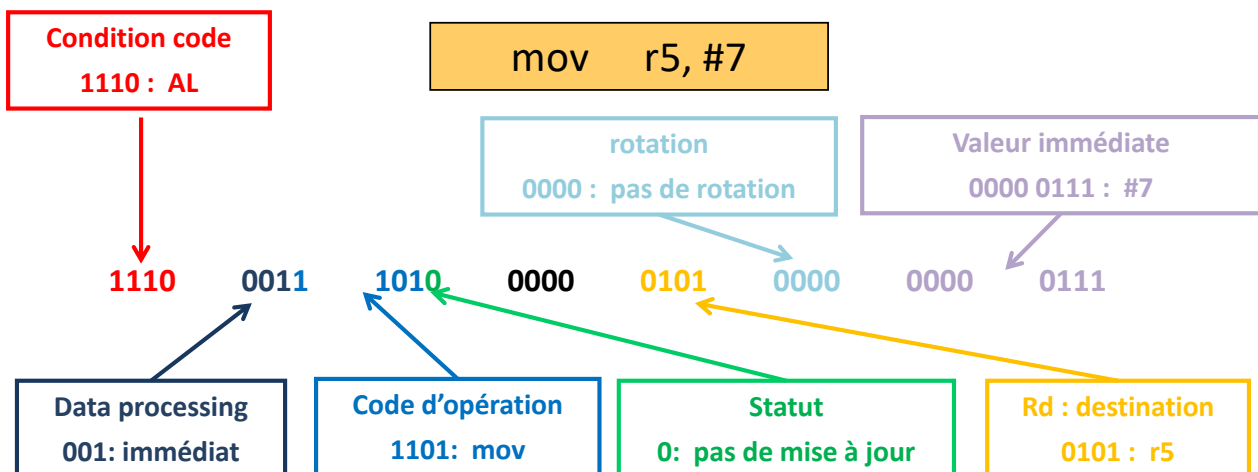 Condition code
1110 : AL
mov r5, #7
rotation
0000 : pas de rotation
Valeur immédiate
0000 0111 : #7
1110 0011 1010 0000 0101 0000 0000 0111
Data processing
001: immédiat
Code d’opération
1101: mov
Statut
0: pas de mise à jour
Rd : destination
0101 : r5